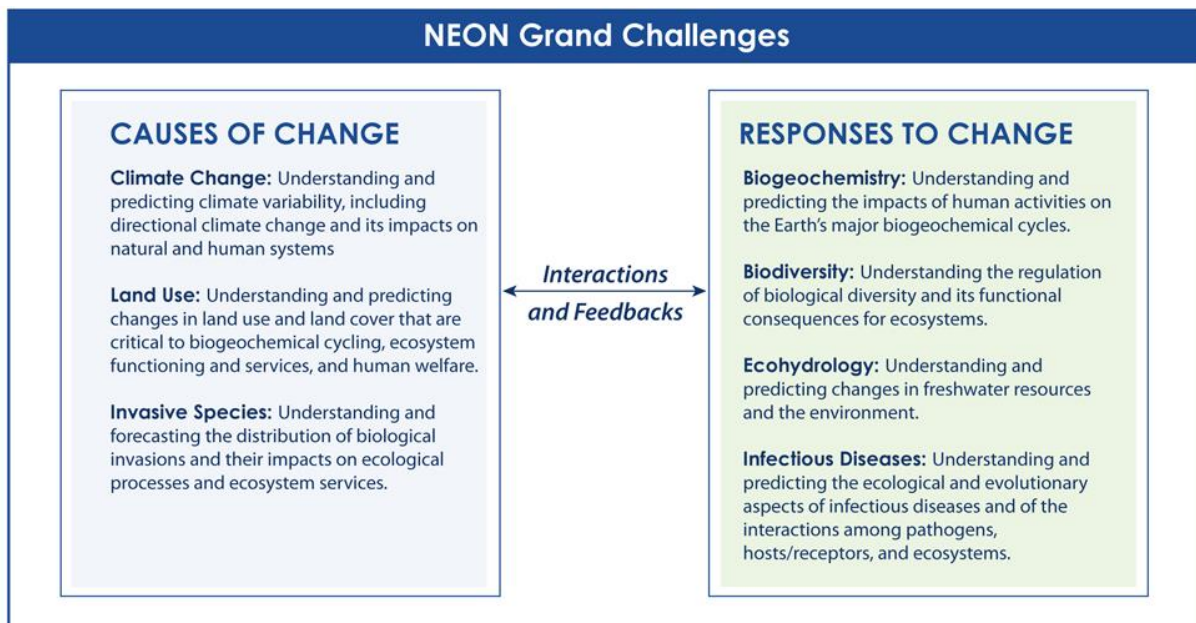 NEON Grand Challenges
CAUSES OF CHANGE
Climate Change: Understanding and
predicting climate variability, including
directional climate change and its impacts on
natural and human systems
Land Use: Understanding and predicting
changes in land use and land cover that are
critical to biogeochemical cycling, ecosystem
functioning and services, and human welfare.
Invasive Species: Understanding and
forecasting the distribution of biological
invasions and their impacts on ecological
processes and ecosystem services.
Interactions
and Feedbacks
RESPONSES TO CHANGE
Biogeochemistry: Understanding and
predicting the impacts of human activities on
the Earth's major biogeochemical cycles.
Biodiversity: Understanding the regulation
of biological diversity and its functional
consequences for ecosystems.
Ecohydrology: Understanding and
predicting changes in freshwater resources
and the environment.
Infectious Diseases: Understanding and
predicting the ecological and evolutionary
aspects of infectious diseases and of the
interactions among pathogens,
hosts/receptors, and ecosystems.